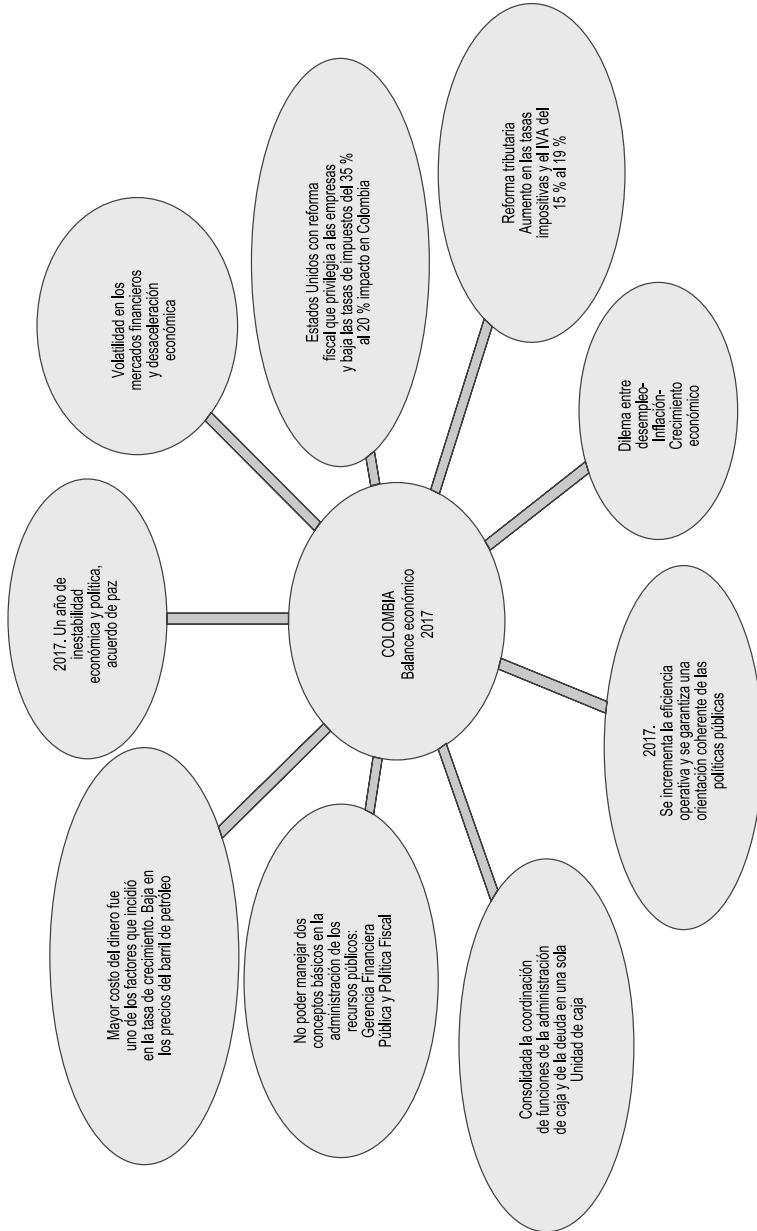 COLOMBIA
Balance económico
2017
2017. Un año de
inestabilidad
económica y política,
acuerdo de paz
Volatilidad en los
mercados financieros
y desaceleración
económica
Estados Unidos con reforma
fiscal que privilegia a las empresas
y baja las tasas de impuestos del 35 %
al 20 % impacto en Colombia
Reforma tributaria
Aumento en las tasas
impositivas y el IVA del
15 % al 19 %
Dilema entre
desempleo-
Inflación-
Crecimiento
económico
2017.
Se incrementa la eficiencia
operativa y se garantiza una
orientación coherente de las
políticas públicas
Consolidada la coordinación
de funciones de la administración
de caja y de la deuda en una sola
Unidad de caja
No poder manejar dos
conceptos básicos en la
administración de los
recursos públicos:
Gerencia Financiera
Pública y Política Fiscal
Mayor costo del dinero fue
uno de los factores que incidió
en la tasa de crecimiento. Baja en
los precios del barril de petróleo